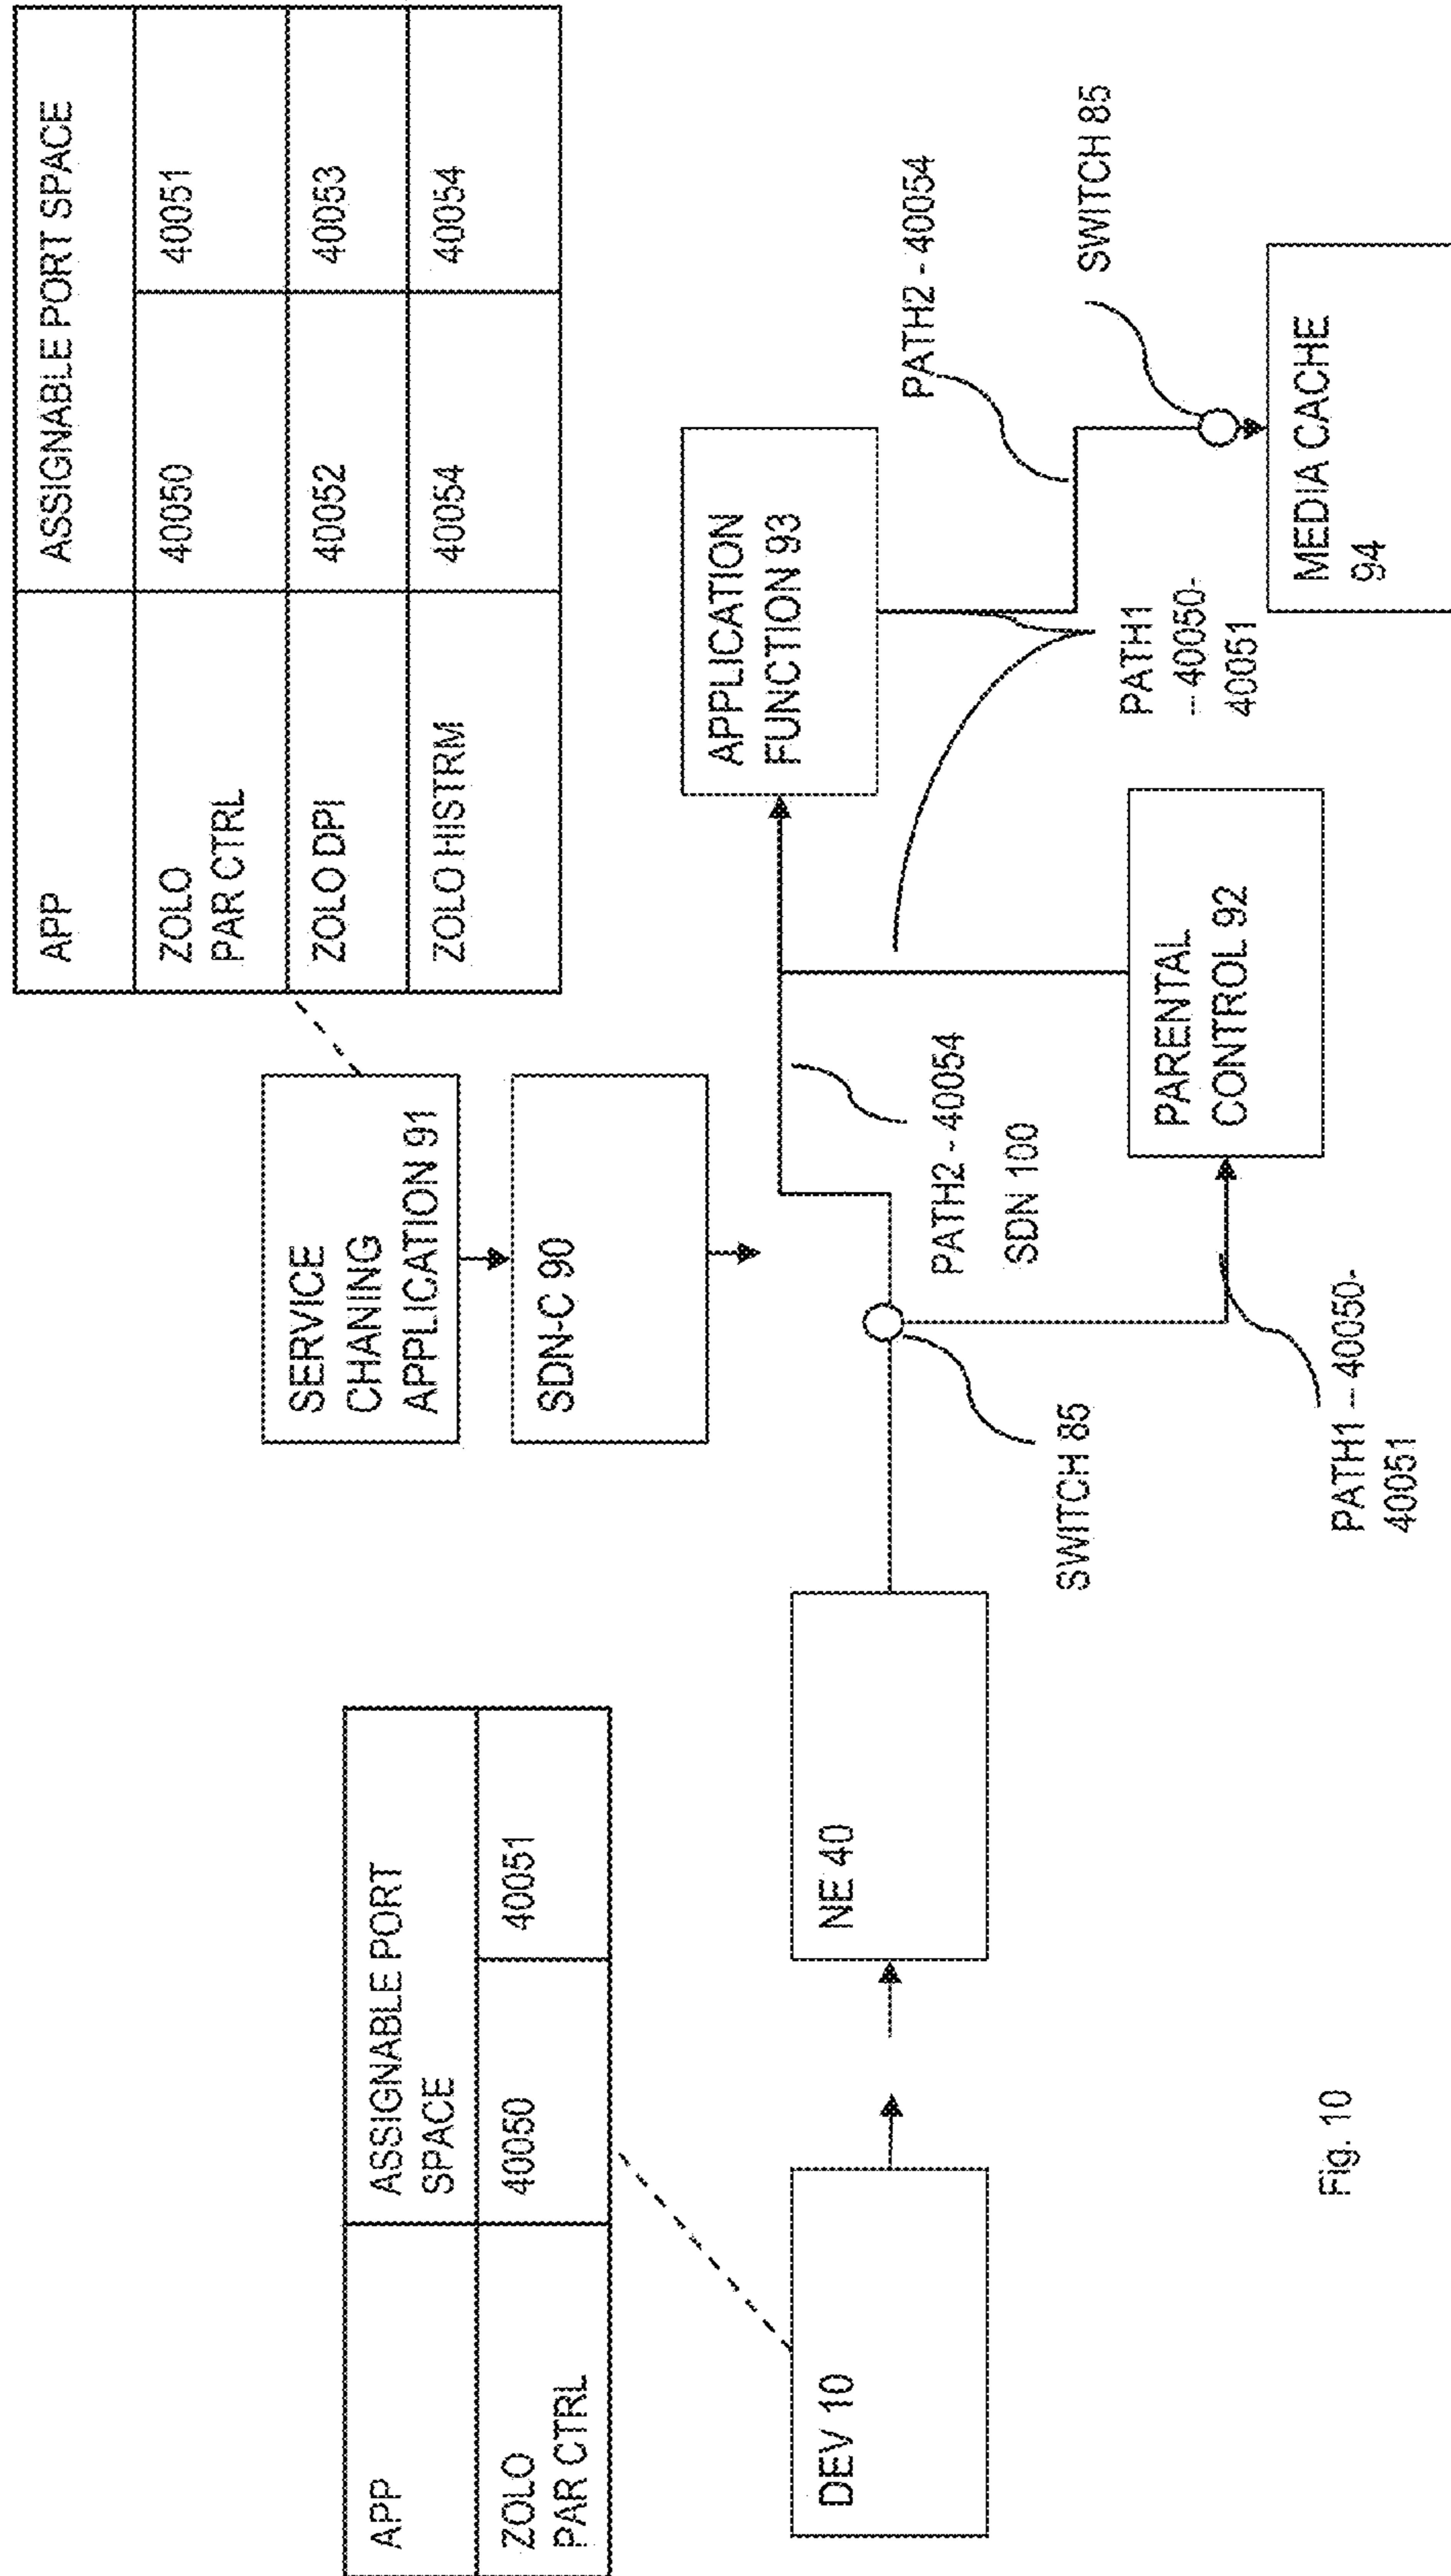 APP
ASSIGNABLE PORT
SPACE
ZOLO
PAR CTRL
40050
40051
DEV 10
NE 40
SERVICE
CHANING
APPLICATION 91
SDN-C 90
APP
ASSIGNABLE PORT SPACE
ZOLO
PAR CTRL
40050
40051
ZOLO DPI
40052
40053
ZOLO HISTRM
40054
40054
SWITCH 85
PATH2 - 40054
SDN 100
PATH1 - 40050-
40051
PARENTAL
CONTROL 92
APPLICATION
FUNCTION 93
PATH1
- 40050-
40051
PATH2 - 40054
SWITCH 85
MEDIA CACHE
94
Fig. 10